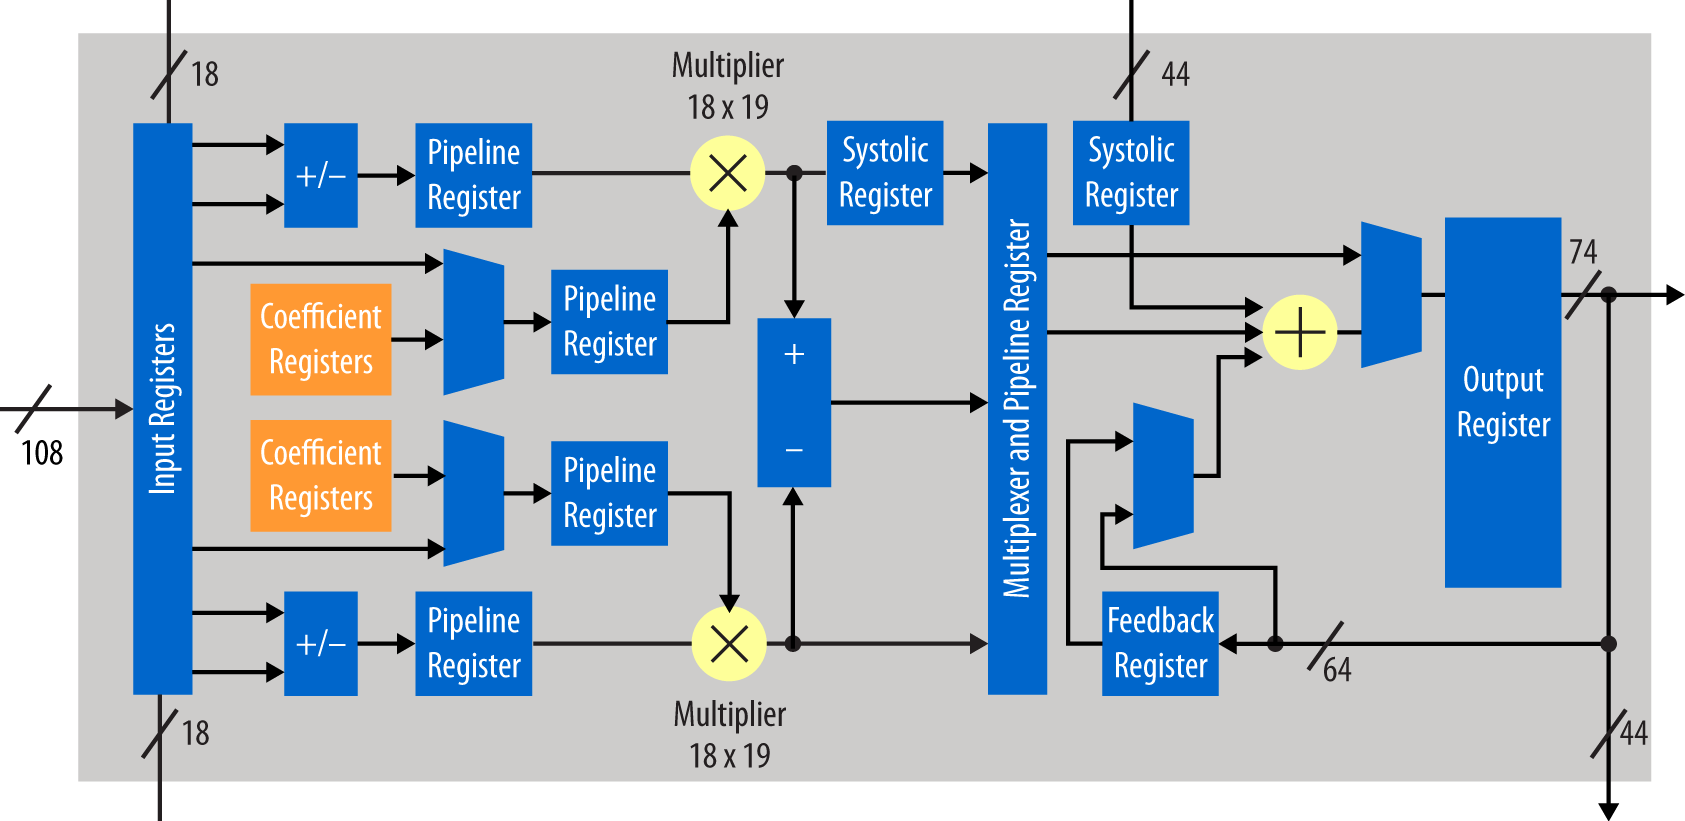 18
Multiplier
18 x 19
44
+/−
Pipeline
Register
Systolic
Register
Systolic
Register
Coefficient
Registers
Pipeline
Register
74
+
−
Input Registers
Multiplexer and Pipeline Register
Output
Register
108
Coefficient
Registers
Pipeline
Register
+/−
Pipeline
Register
Feedback
Register
64
18
Multiplier
18 x 19
44